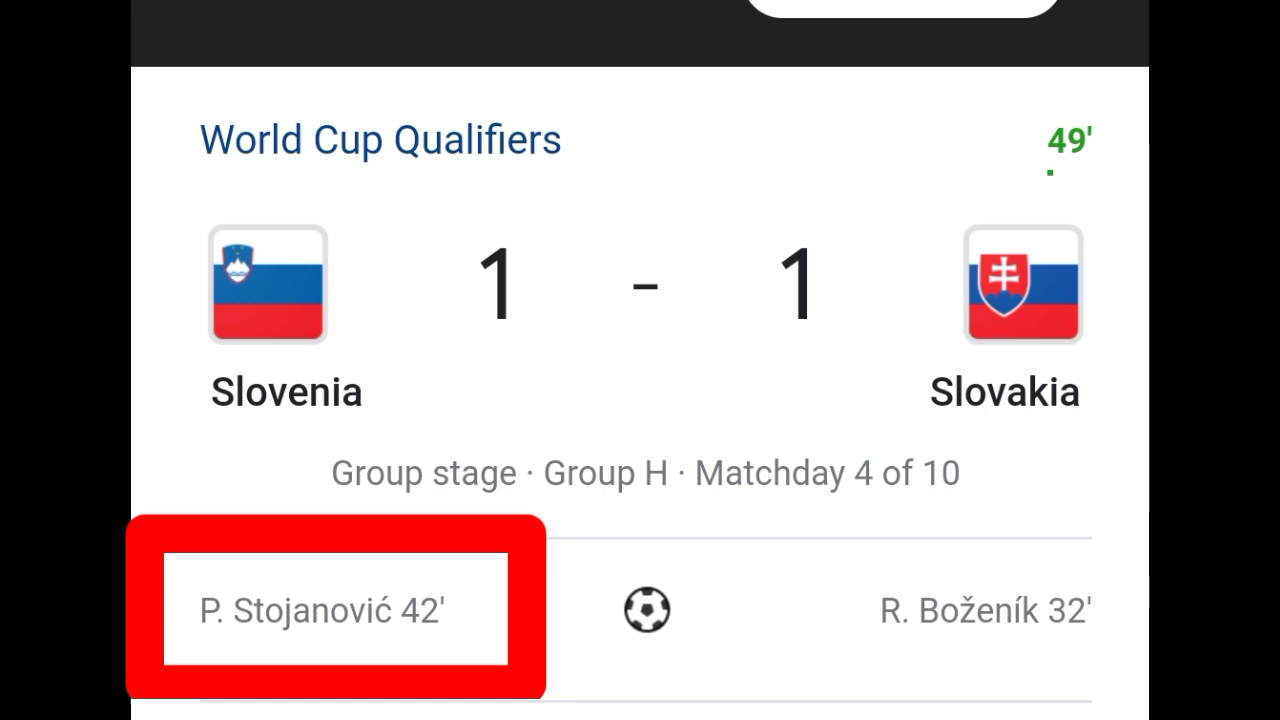 World Cup Qualifiers 49'
1 - 1
Slovenia Slovakia
Group stage · Group H · Matchday 4 of 10
P. Stojanović 42' R. Boženík 32'